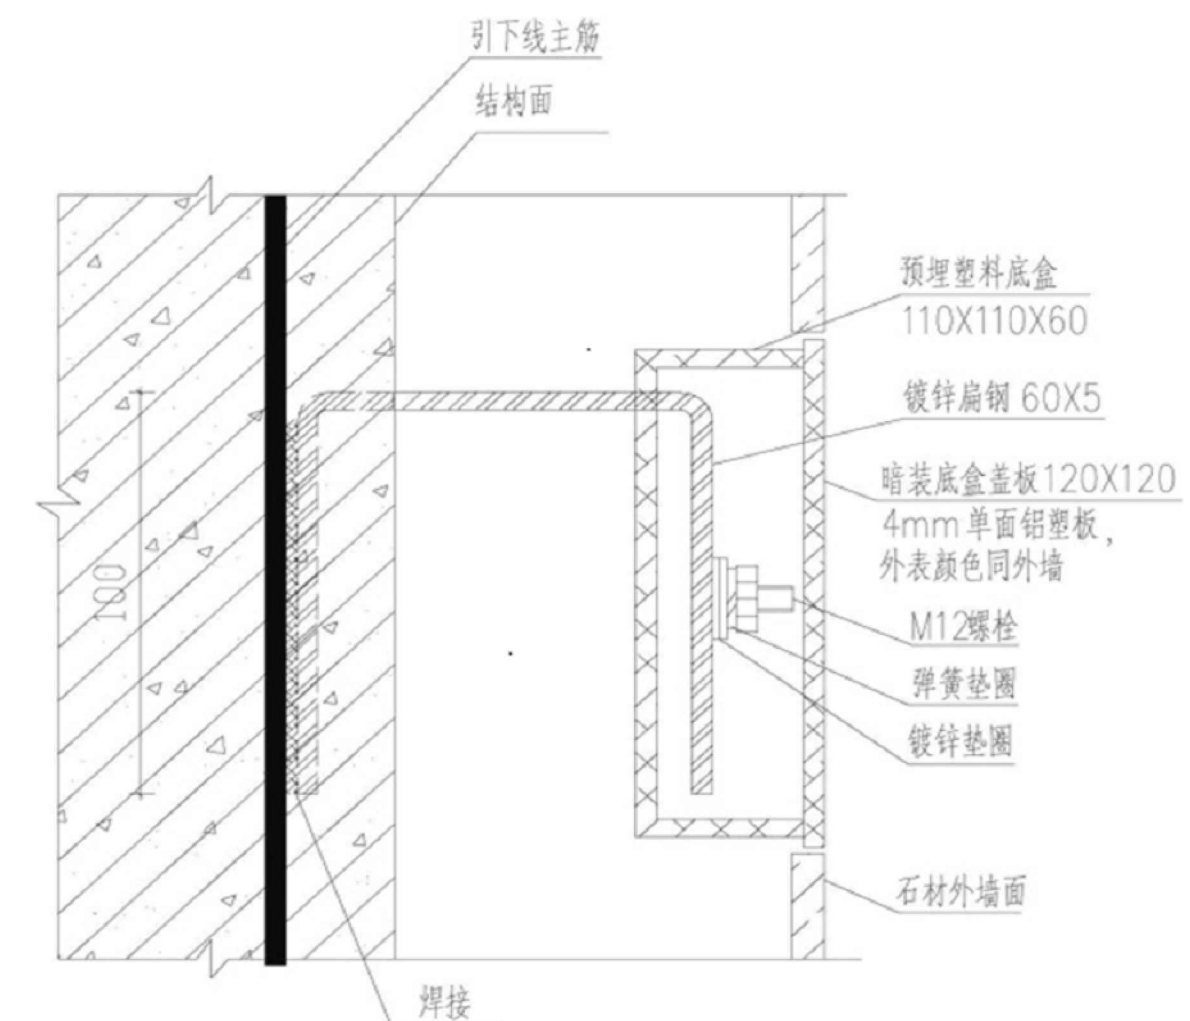 引下线主筋
结构面
预埋塑料底盒
110X110X60
镀锌扁钢 60X5
暗装底盒盖板120X120
4mm单面铝塑板，
外表颜色同外墙
100
M12螺栓
弹簧垫圈
镀锌垫圈
石材外墙面
焊接